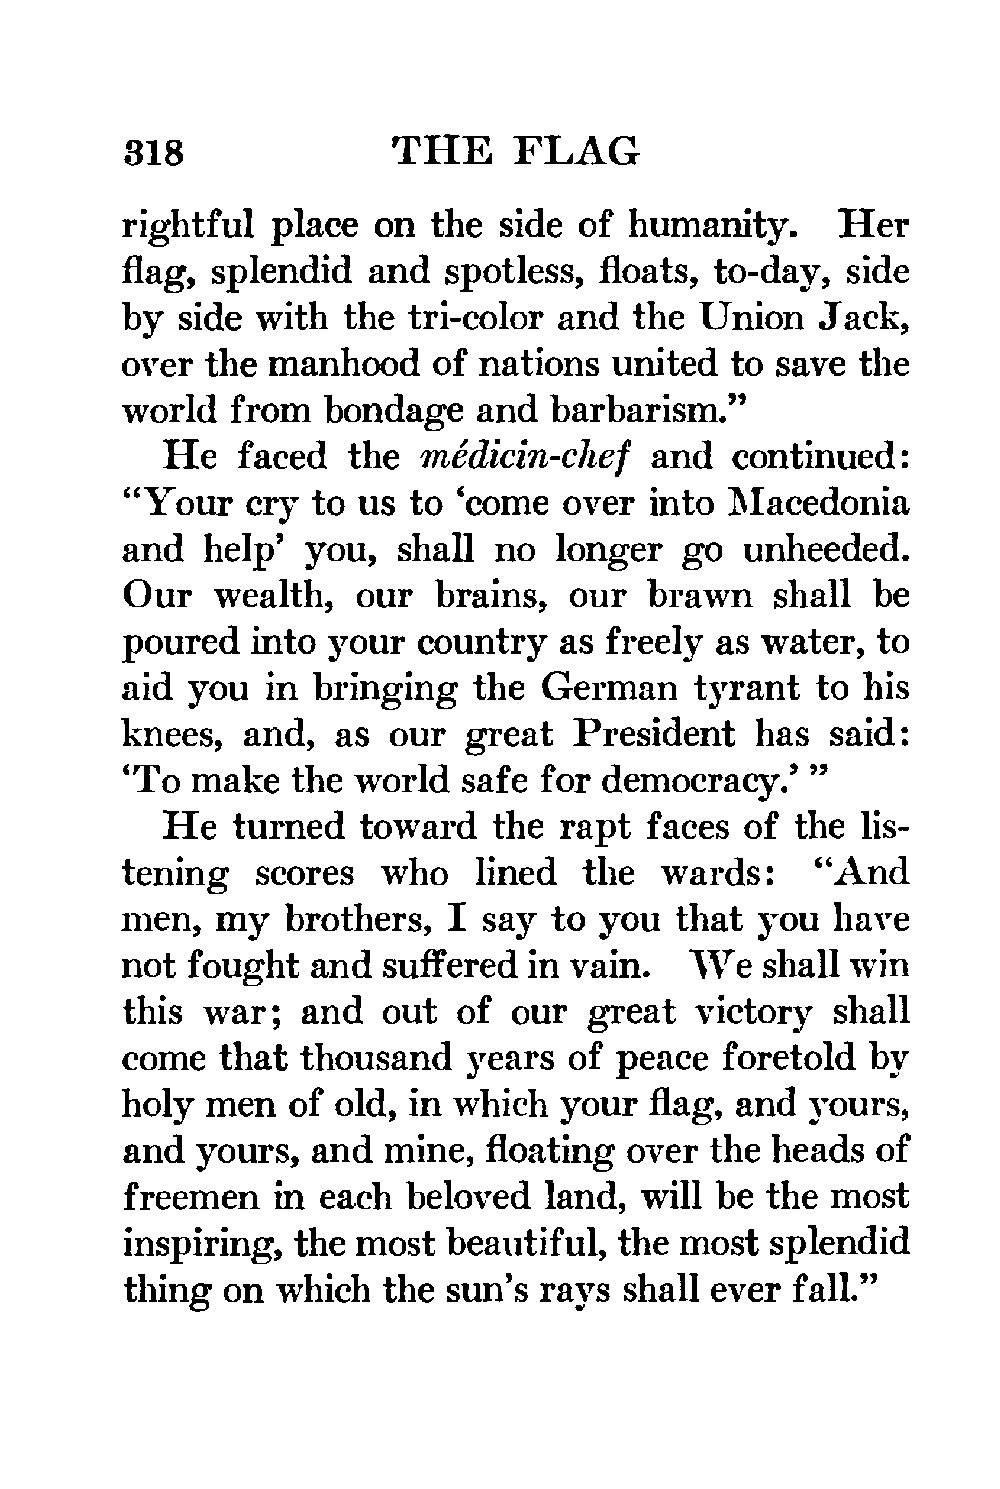 318 THE FLAG
rightful place on the side of humanity. Her
flag, splendid and spotless, floats, to-day, side
by side with the tri-color and the Union Jack,
over the manhood of nations united to save the
world from bondage and barbarism.”
He faced the médicin-chef and continued:
“Your cry to us to ‘come over into Macedonia
and help’ you, shall no longer go unheeded.
Our wealth, our brains, our brawn shall be
poured into your country as freely as water, to
aid you in bringing the German tyrant to his
knees, and, as our great President has said:
‘To make the world safe for democracy.’ ”
He turned toward the rapt faces of the lis-
tening scores who lined the wards: “And
men, my brothers, I say to you that you have
not fought and suffered in vain. We shall win
this war; and out of our great victory shall
come that thousand years of peace foretold by
holy men of old, in which your flag, and yours,
and yours, and mine, floating over the heads of
freemen in each beloved land, will be the most
inspiring, the most beautiful, the most splendid
thing on which the sun’s rays shall ever fall.”